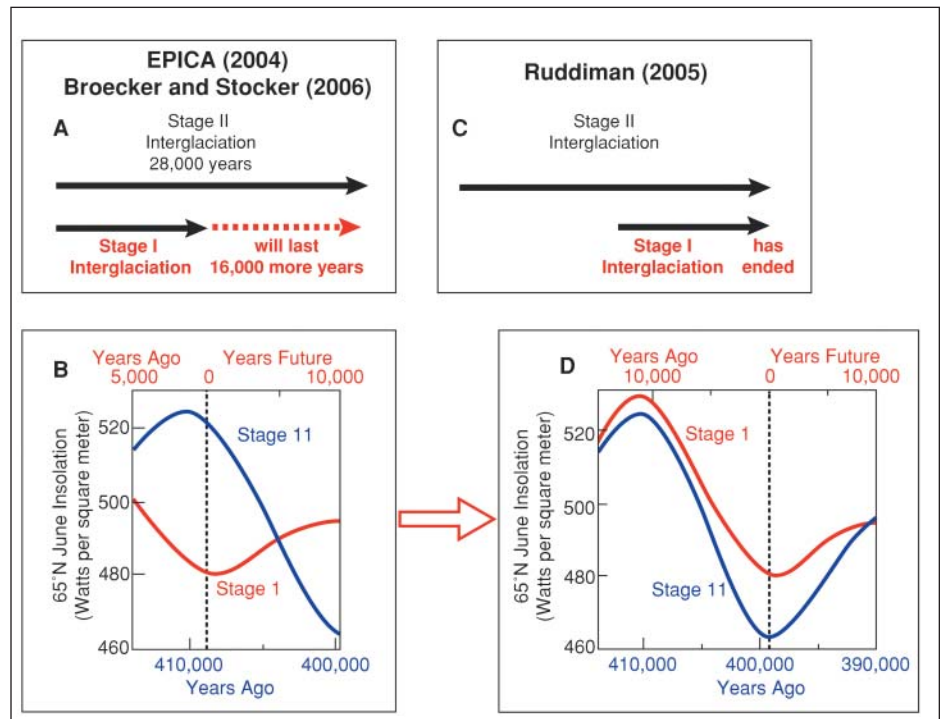 EPICA (2004)
Broecker and Stocker (2006)
A
Stage II
Interglaciation
28,000 years
Stage I
Interglaciation
will last
16,000 more years
Ruddiman (2005)
C
Stage II
Interglaciation
Stage I
Interglaciation
has
ended
B
Years Ago
5,000
0
Years Future
10,000
65°N June Insolation
(Watts per square meter)
520
500
480
460
Stage 11
Stage 1
410,000
400,000
Years Ago
D
Years Ago
10,000
0
Years Future
10,000
65°N June Insolation
(Watts per square meter)
520
500
480
460
Stage 1
Stage 11
410,000
400,000
390,000
Years Ago